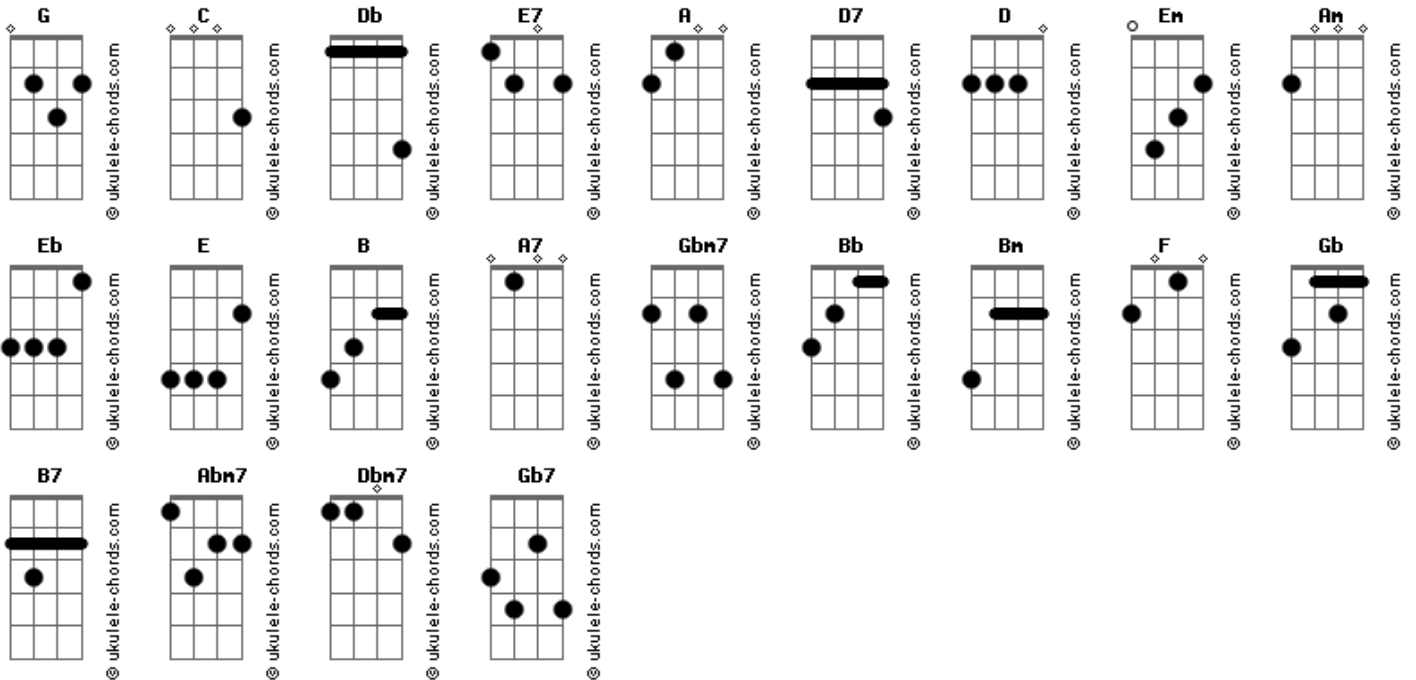 G C Db E7 A D7 D Em Am
© ukulele-chords.com © ukulele-chords.com © ukulele-chords.com © ukulele-chords.com © ukulele-chords.com © ukulele-chords.com © ukulele-chords.com © ukulele-chords.com © ukulele-chords.com
Eb E B A7 Gbm7 Bb Bm F Gb
© ukulele-chords.com © ukulele-chords.com © ukulele-chords.com © ukulele-chords.com © ukulele-chords.com © ukulele-chords.com © ukulele-chords.com © ukulele-chords.com © ukulele-chords.com
B7 Abm7 Dbm7 Gb7
© ukulele-chords.com © ukulele-chords.com © ukulele-chords.com © ukulele-chords.com